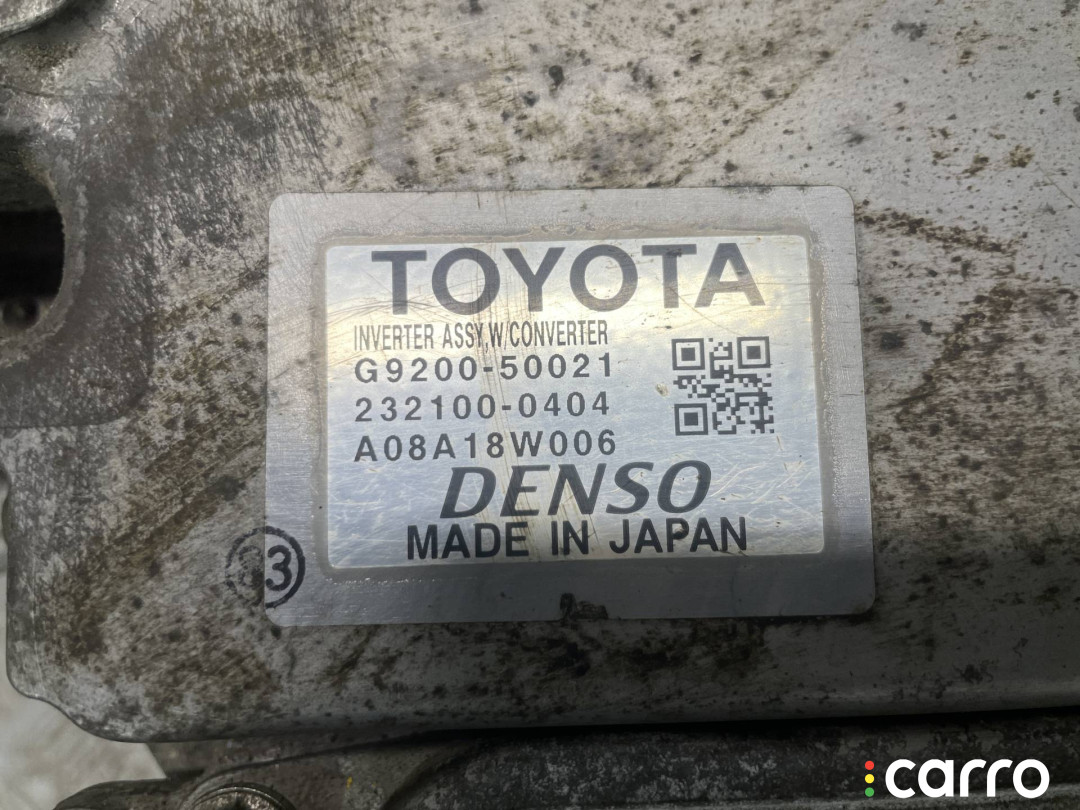 TOYOTA
INVERTER ASSY,W/CONVERTER
G9200-50021
232100-0404
A08A18W006
DENSO
MADE IN JAPAN
3
carro